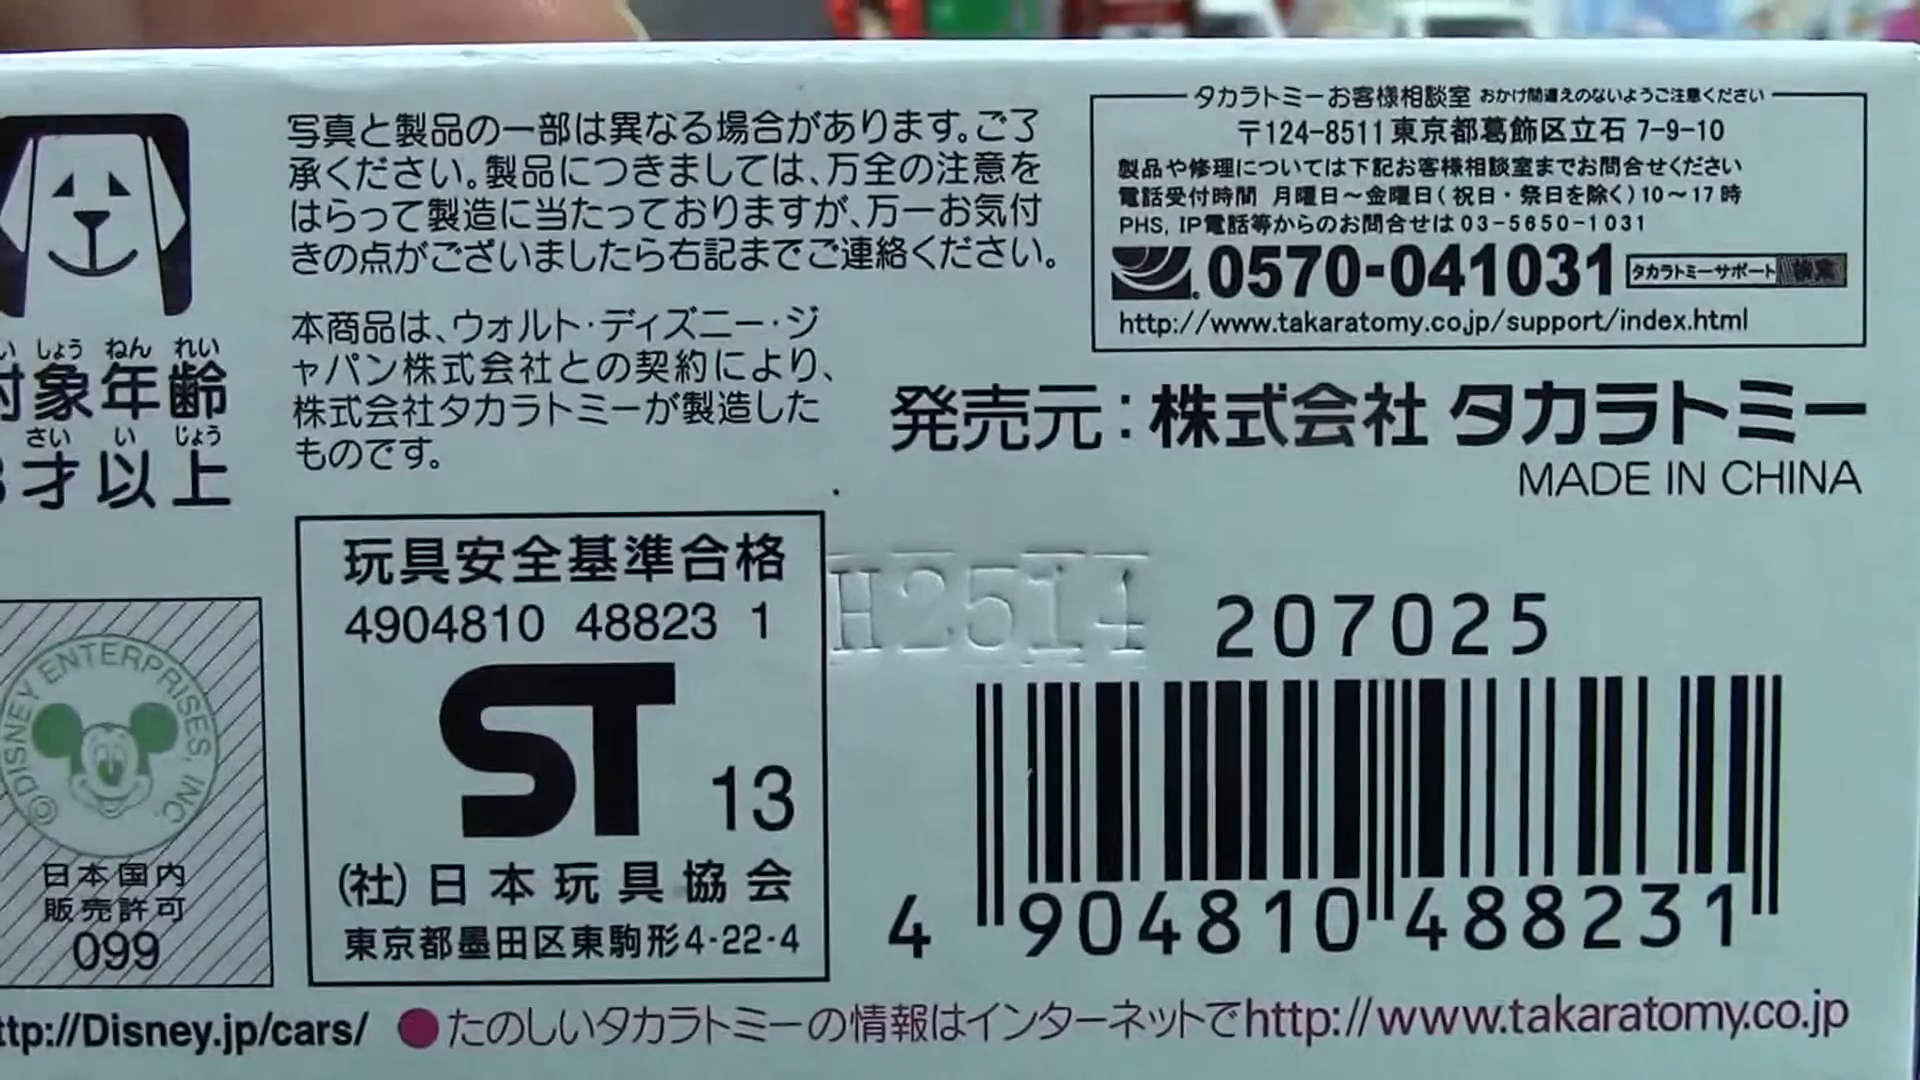 写真と製品の一部は異なる場合があります。ご了
承ください。製品につきましては、万全の注意を
はらって製造に当たっておりますが、万一お気付
きの点がございましたら右記までご連絡ください。
本商品は、ウォルト・ディズニー・ジ
ャパン株式会社との契約により、
株式会社タカラトミーが製造した
ものです。
しょう ねん れい
対象年齢
さい い じょう
才以上
タカラトミーお客様相談室 おかけ間違えのないようご注意ください
〒124-8511 東京都葛飾区立石 7-9-10
製品や修理については下記お客様相談室までお問合せください
電話受付時間 月曜日～金曜日(祝日・祭日を除く)10～17時
PHS, IP電話等からのお問合せは03-5650-1031
0570-041031 タカラトミーサポート 検索
http://www.takaratomy.co.jp/support/index.html
発売元：株式会社 タカラトミー
MADE IN CHINA
玩具安全基準合格
4904810 48823 1
ST 13
(社)日本玩具協会
東京都墨田区東駒形4-22-4
H2514
207025
4 904810 488231
©DISNEY ENTERPRISES, INC.
日本国内
販売許可
099
ttp://Disney.jp/cars/
●たのしいタカラトミーの情報はインターネットでhttp://www.takaratomy.co.jp